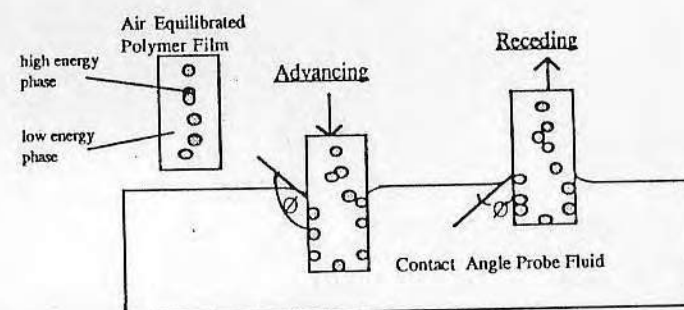 Air Equilibrated
Polymer Film
high energy
phase
low energy
phase
Advancing
Receding
Ø
Ø
Contact Angle Probe Fluid